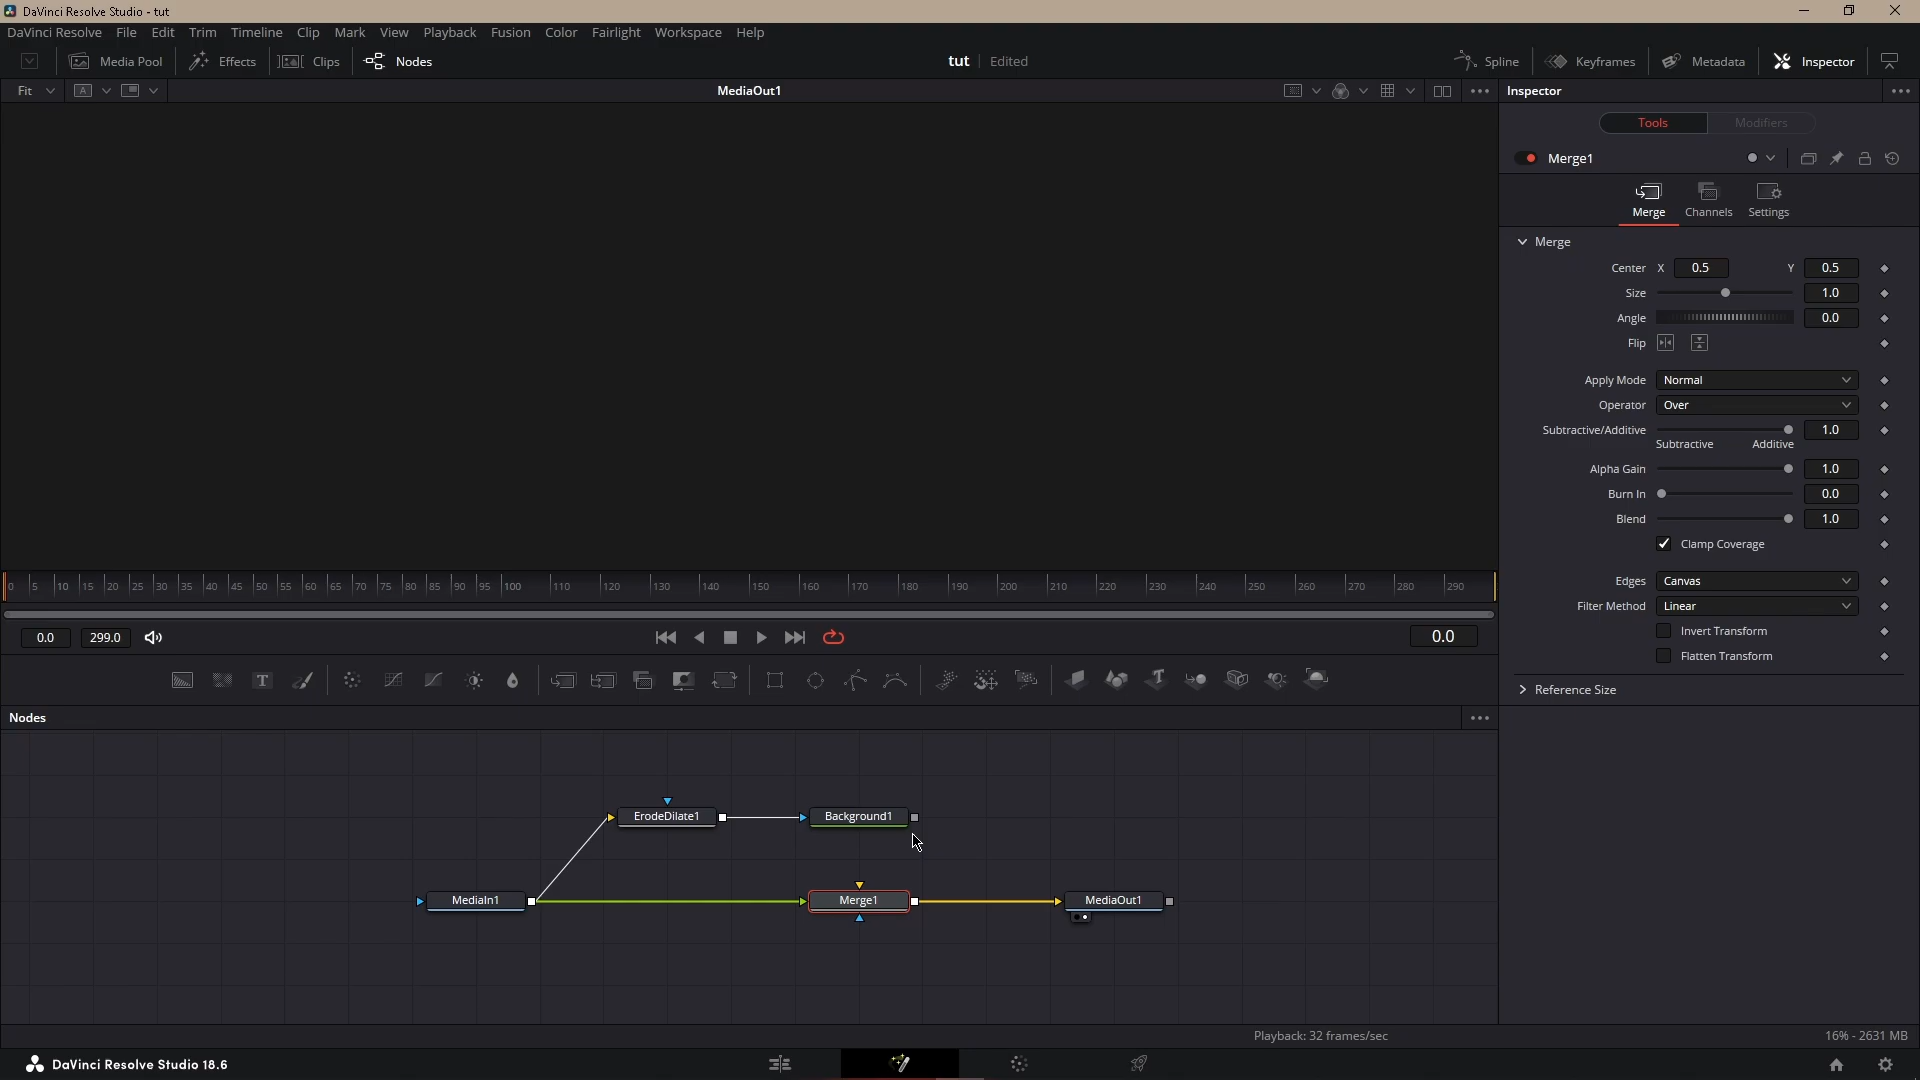 DaVinci Resolve Studio - tut
DaVinci Resolve File Edit Trim Timeline Clip Mark View Playback Fusion Color Fairlight Workspace Help
Media Pool Effects Clips Nodes tut Edited Spline Keyframes Metadata Inspector
Fit A MediaOut1 Inspector
Tools Modifiers
Merge1
Merge Channels Settings
Merge
Center X 0.5 Y 0.5
Size 1.0
Angle 0.0
Flip
Apply Mode Normal
Operator Over
Subtractive/Additive 1.0
Subtractive Additive
Alpha Gain 1.0
Burn In 0.0
Blend 1.0
Clamp Coverage
Edges Canvas
Filter Method Linear
Invert Transform
Flatten Transform
Reference Size
0 5 10 15 20 25 30 35 40 45 50 55 60 65 70 75 80 85 90 95 100 110 120 130 140 150 160 170 180 190 200 210 220 230 240 250 260 270 280 290
0.0 299.0 0.0
Nodes
ErodeDilate1 Background1
MediaIn1 Merge1 MediaOut1
Playback: 32 frames/sec 16% - 2631 MB
DaVinci Resolve Studio 18.6